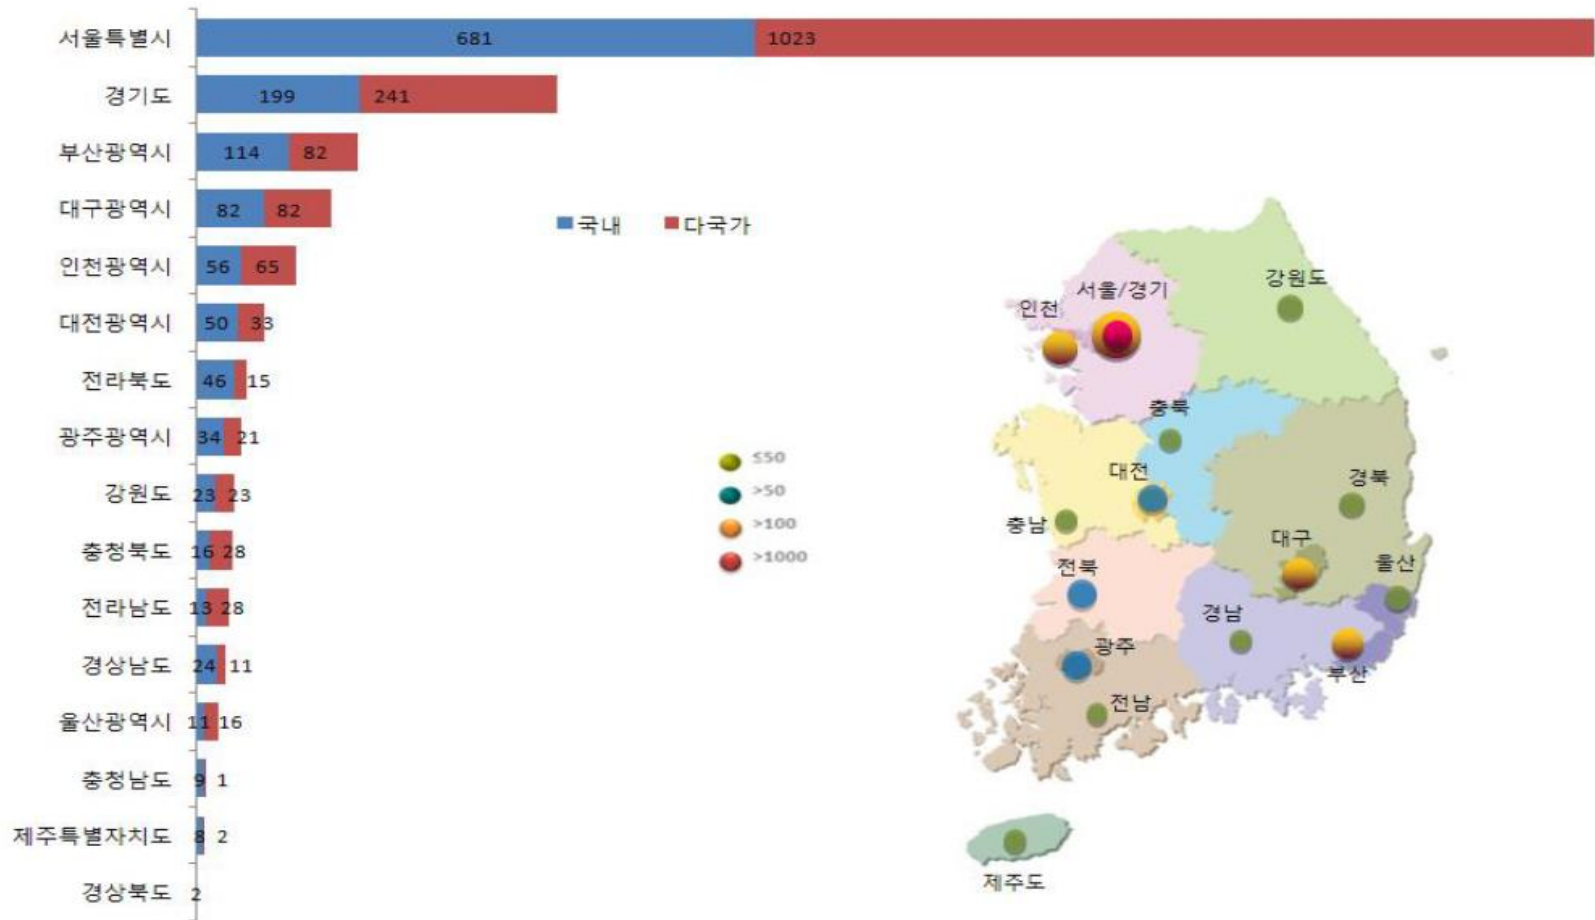 서울특별시 681 1023
경기도 199 241
부산광역시 114 82
대구광역시 82 82
국내 다국가
인천광역시 56 65
대전광역시 50 33
전라북도 46 15
광주광역시 34 21
강원도 23 23
충청북도 16 28
전라남도 13 28
경상남도 24 11
울산광역시 11 16
충청남도 9 1
제주특별자치도 8 2
경상북도 2
≤50
>50
>100
>1000
강원도
서울/경기
인천
충북
대전
경북
충남
대구
울산
전북
경남
광주
부산
전남
제주도